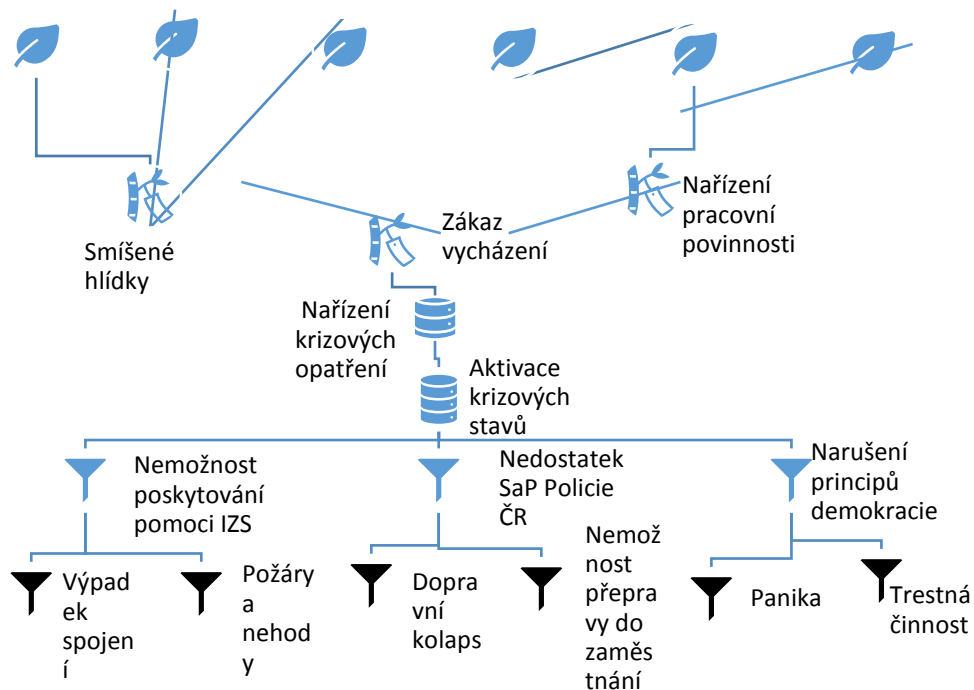 Nařízení
pracovní
povinnosti
Zákaz
vycházení
Smíšené
hlídky
Nařízení
krizových
opatření
Aktivace
krizových
stavů
Nemožnost
poskytování
pomoci IZS
Nedostatek
SaP Policie
ČR
Narušení
principů
demokracie
Výpad
ek
spojen
í
Požáry
a
nehod
y
Dopra
vní
kolaps
Nemož
nost
přepra
vy do
zaměs
tnání
Panika
Trestná
činnost